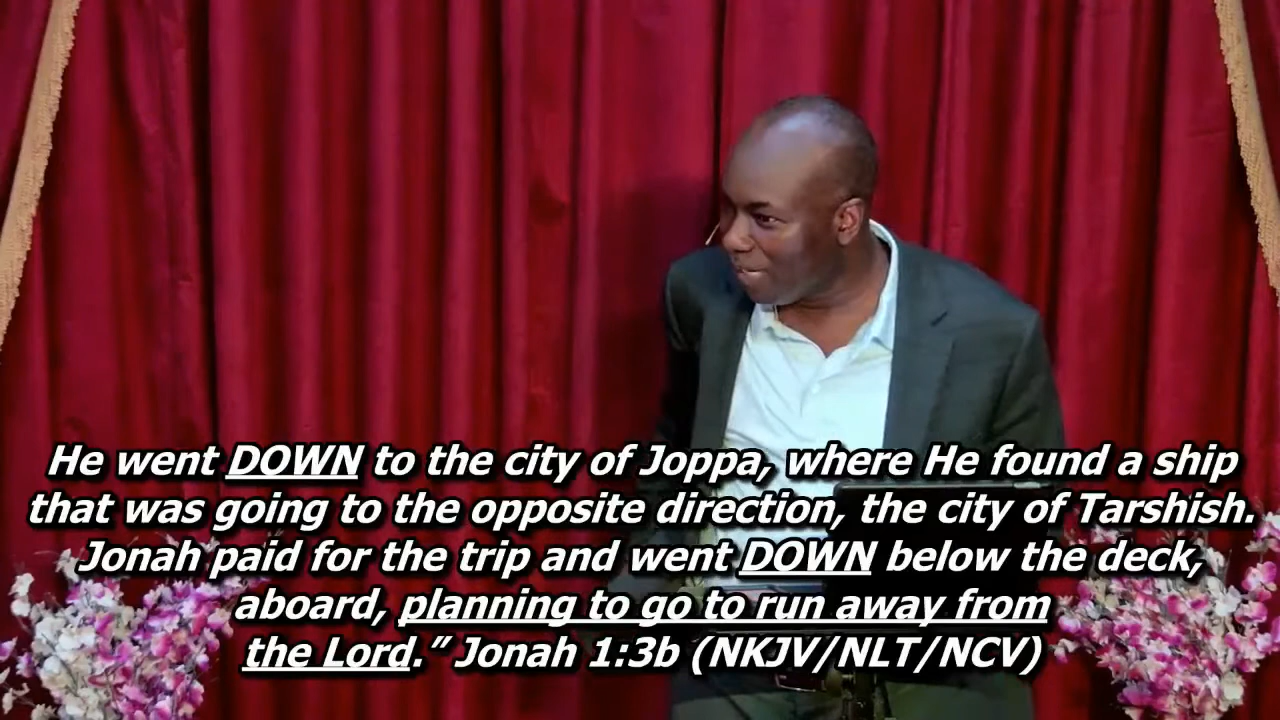 He went DOWN to the city of Joppa, where He found a ship
that was going to the opposite direction, the city of Tarshish.
Jonah paid for the trip and went DOWN below the deck,
aboard, planning to go to run away from
the Lord.” Jonah 1:3b (NKJV/NLT/NCV)